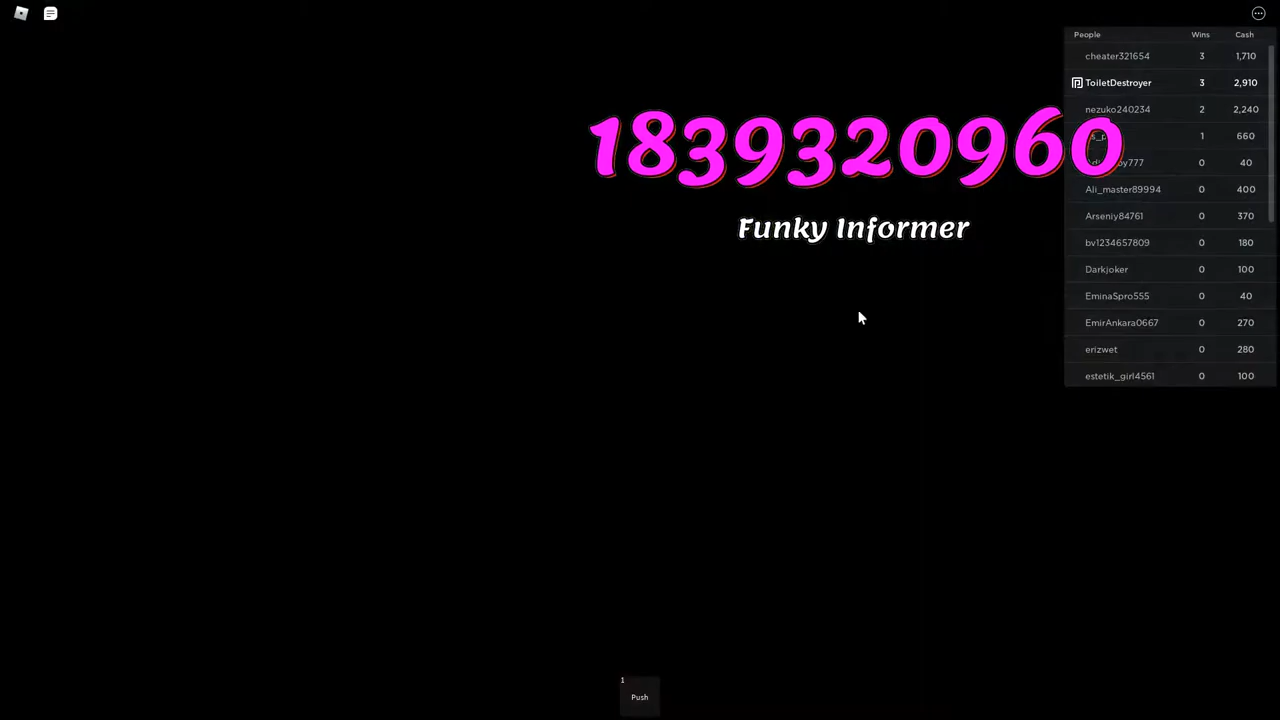 People Wins Cash
cheater321654 3 1,710
ToiletDestroyer 3 2,910
nezuko240234 2 2,240
1839320960
1 660
0 40
Funky Informer
Ali_master89994 0 400
Arseniy84761 0 370
bv1234657809 0 180
Darkjoker 0 100
EminaSpro555 0 40
EmirAnkara0667 0 270
erizwet 0 280
estetik_girl4561 0 100
1
Push